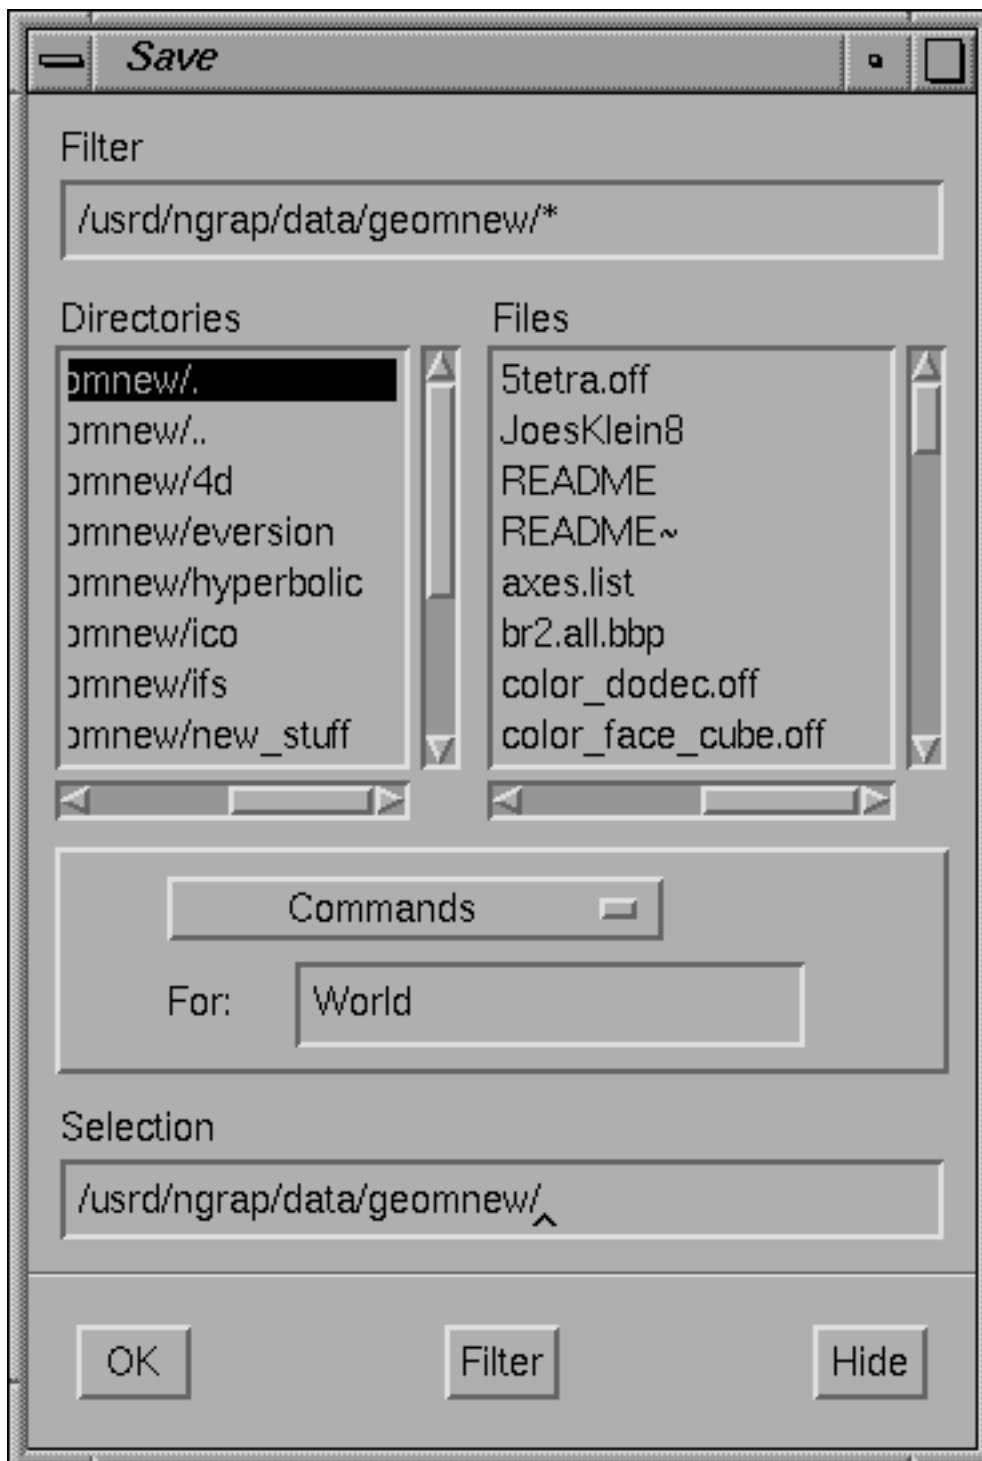 Save
Filter
/usrd/ngrap/data/geomnew/*
Directories
omnew/.
omnew/..
omnew/4d
omnew/eversion
omnew/hyperbolic
omnew/ico
omnew/ifs
omnew/new_stuff
Files
5tetra.off
JoesKlein8
README
README~
axes.list
br2.all.bbp
color_dodec.off
color_face_cube.off
Commands
For: World
Selection
/usrd/ngrap/data/geomnew/
OK Filter Hide